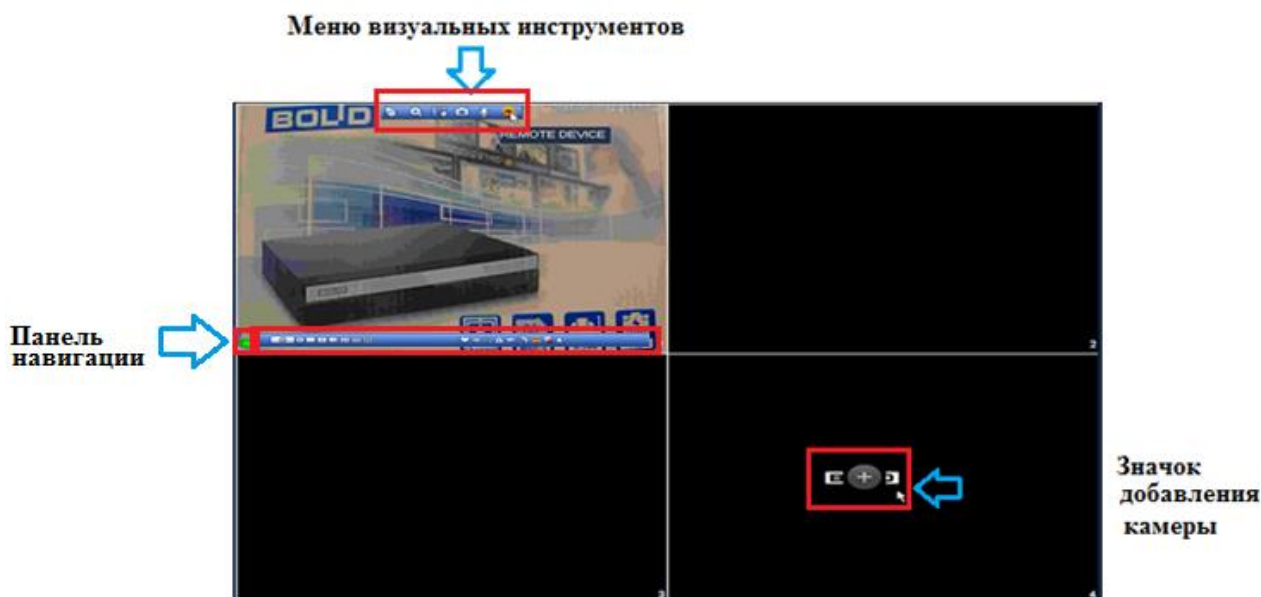 Меню визуальных инструментов
BOLID
REMOTE DEVICE
Панель
навигации
2
Значок
добавления
камеры
3
4